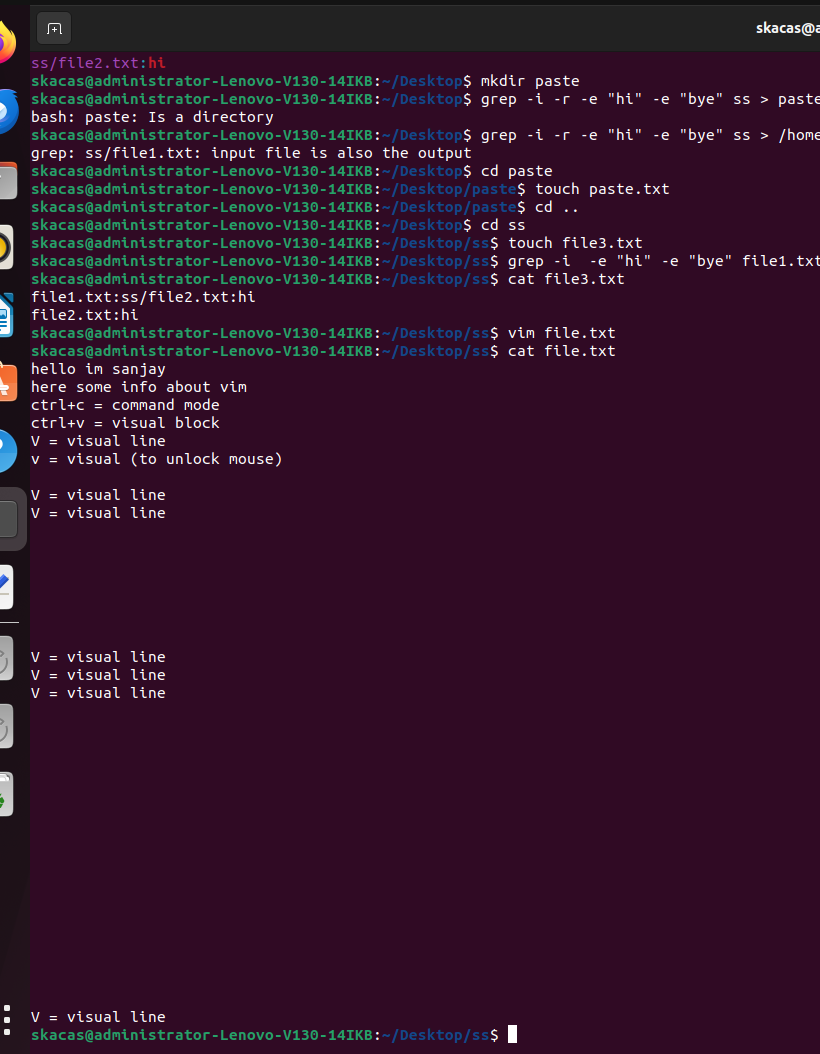 skacas@a
ss/file2.txt:hi
skacas@administrator-Lenovo-V130-14IKB:~/Desktop$ mkdir paste
skacas@administrator-Lenovo-V130-14IKB:~/Desktop$ grep -i -r -e "hi" -e "bye" ss > paste
bash: paste: Is a directory
skacas@administrator-Lenovo-V130-14IKB:~/Desktop$ grep -i -r -e "hi" -e "bye" ss > /home
grep: ss/file1.txt: input file is also the output
skacas@administrator-Lenovo-V130-14IKB:~/Desktop$ cd paste
skacas@administrator-Lenovo-V130-14IKB:~/Desktop/paste$ touch paste.txt
skacas@administrator-Lenovo-V130-14IKB:~/Desktop/paste$ cd ..
skacas@administrator-Lenovo-V130-14IKB:~/Desktop$ cd ss
skacas@administrator-Lenovo-V130-14IKB:~/Desktop/ss$ touch file3.txt
skacas@administrator-Lenovo-V130-14IKB:~/Desktop/ss$ grep -i  -e "hi" -e "bye" file1.txt
skacas@administrator-Lenovo-V130-14IKB:~/Desktop/ss$ cat file3.txt
file1.txt:ss/file2.txt:hi
file2.txt:hi
skacas@administrator-Lenovo-V130-14IKB:~/Desktop/ss$ vim file.txt
skacas@administrator-Lenovo-V130-14IKB:~/Desktop/ss$ cat file.txt
hello im sanjay
here some info about vim
ctrl+c = command mode
ctrl+v = visual block
V = visual line
v = visual (to unlock mouse)
V = visual line
V = visual line
V = visual line
V = visual line
V = visual line
V = visual line
skacas@administrator-Lenovo-V130-14IKB:~/Desktop/ss$